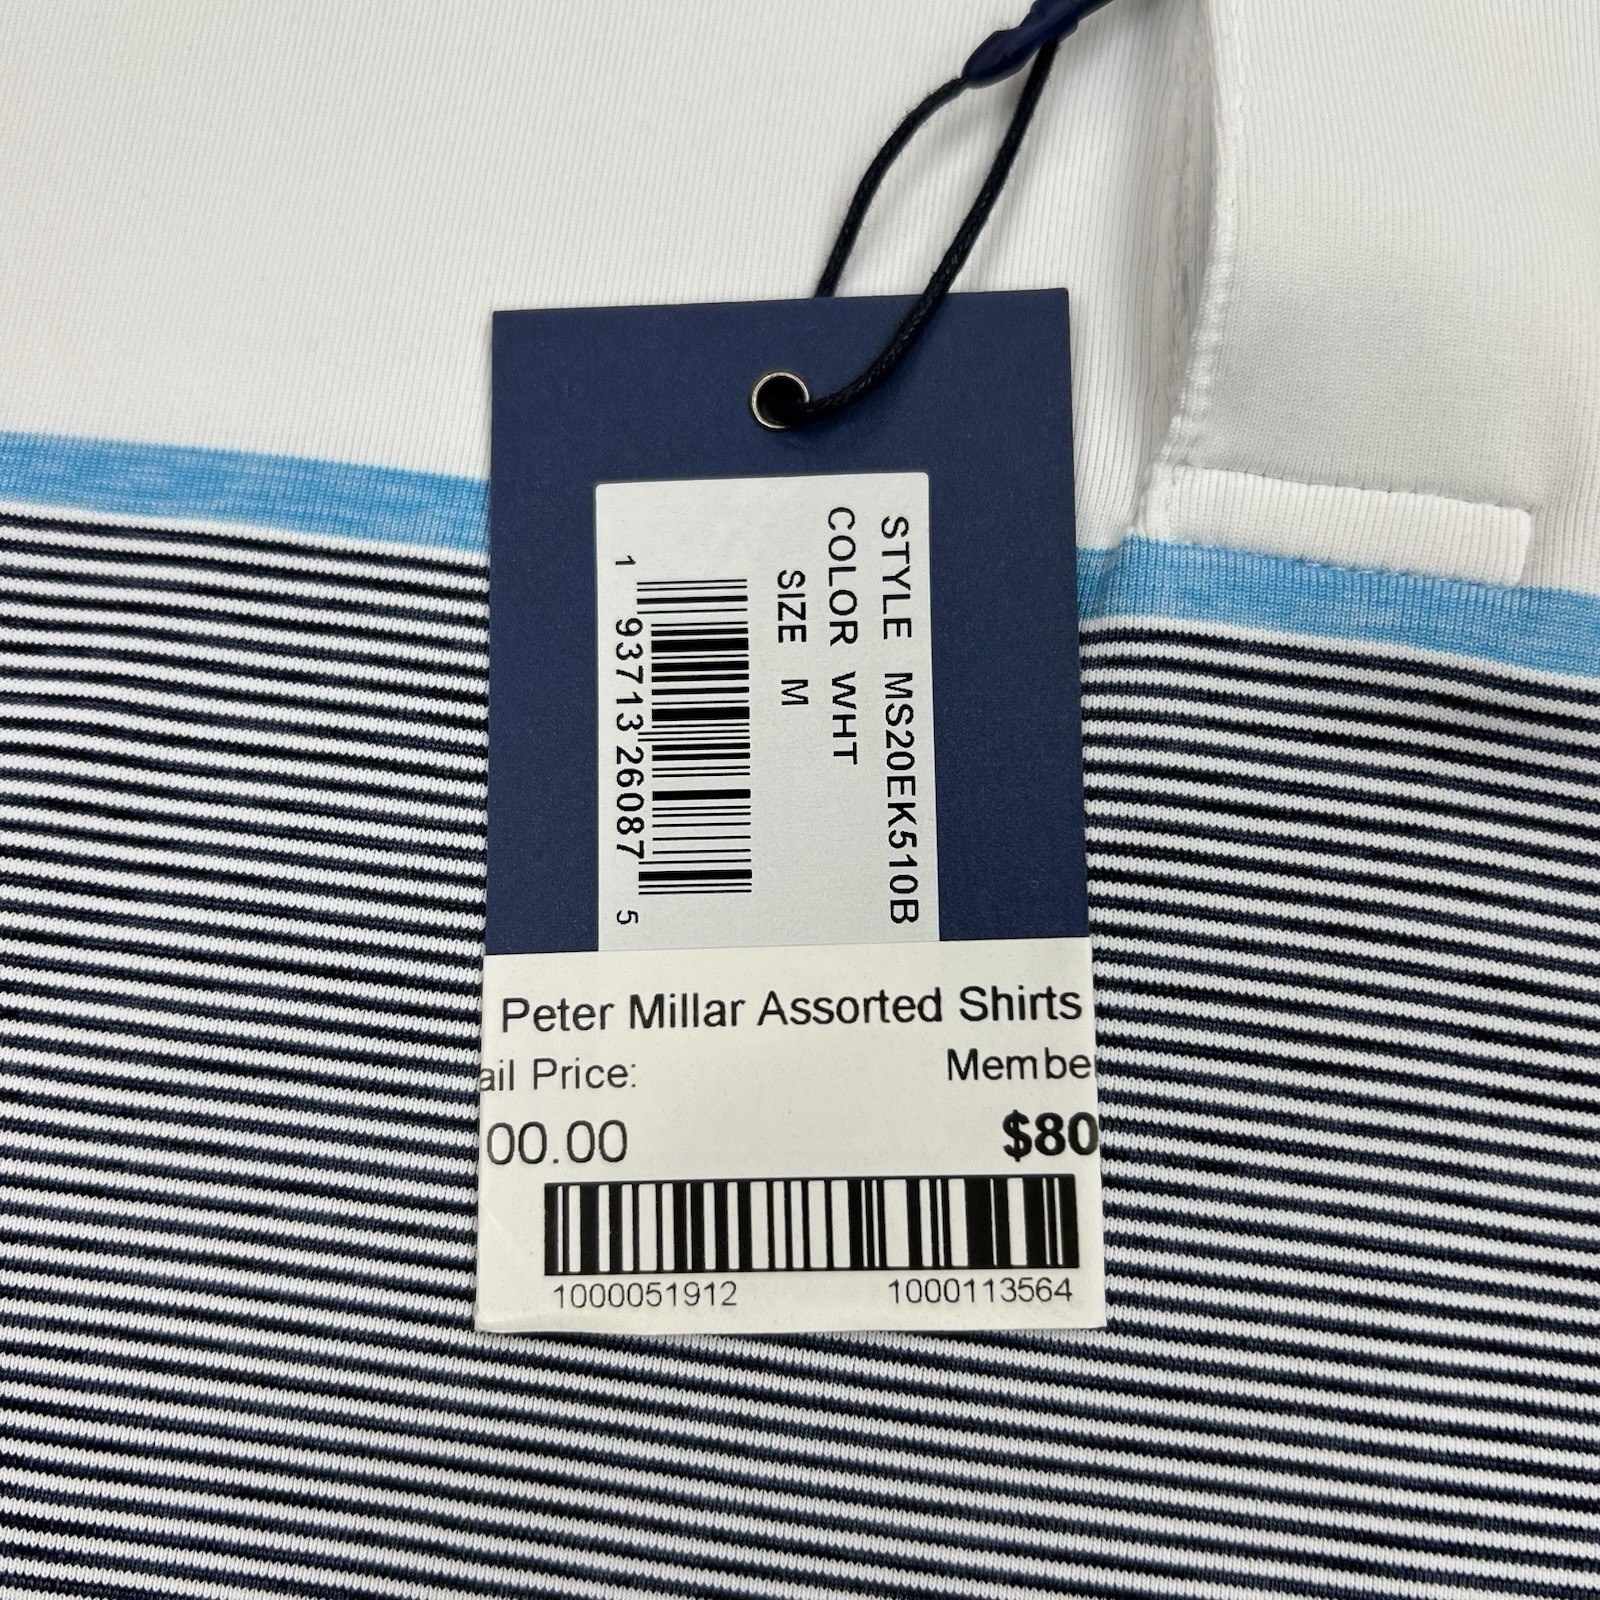 STYLE MS20EK510B
COLOR WHT
SIZE M
1 93713 26087 5
Peter Millar Assorted Shirts
ail Price: Membe
00.00 $80
1000051912 1000113564